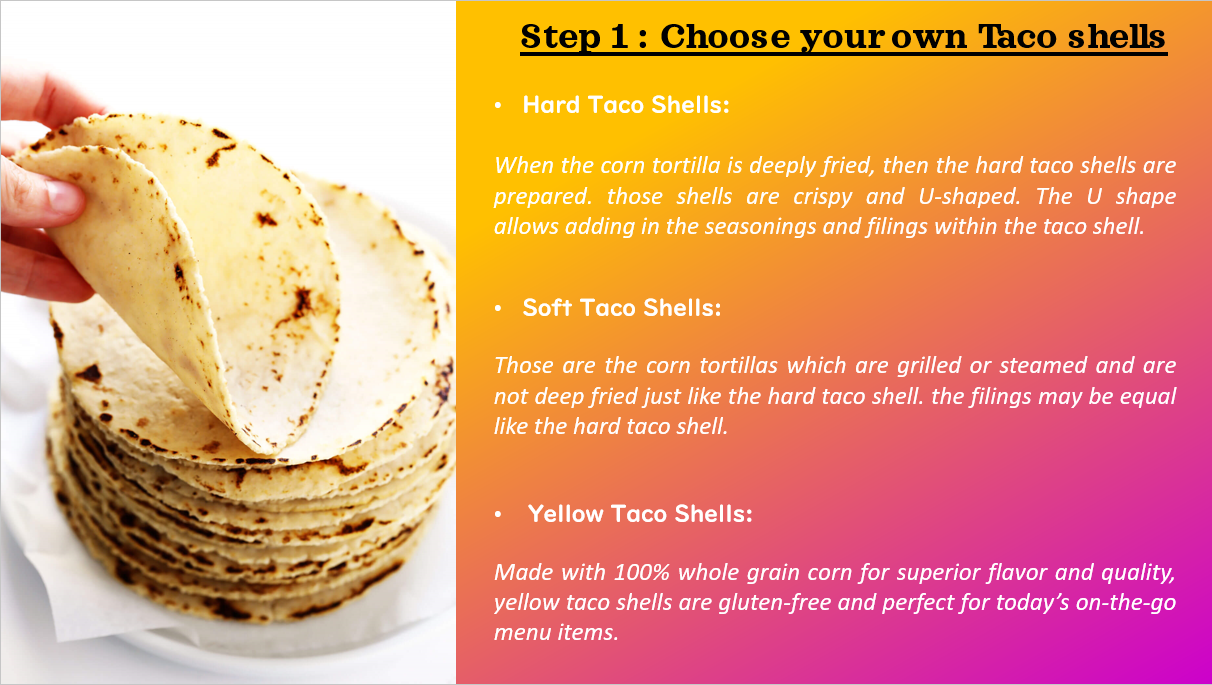 Step 1 : Choose your own Taco shells
• Hard Taco Shells:
When the corn tortilla is deeply fried, then the hard taco shells are
prepared. those shells are crispy and U-shaped. The U shape
allows adding in the seasonings and filings within the taco shell.
• Soft Taco Shells:
Those are the corn tortillas which are grilled or steamed and are
not deep fried just like the hard taco shell. the filings may be equal
like the hard taco shell.
• Yellow Taco Shells:
Made with 100% whole grain corn for superior flavor and quality,
yellow taco shells are gluten-free and perfect for today’s on-the-go
menu items.